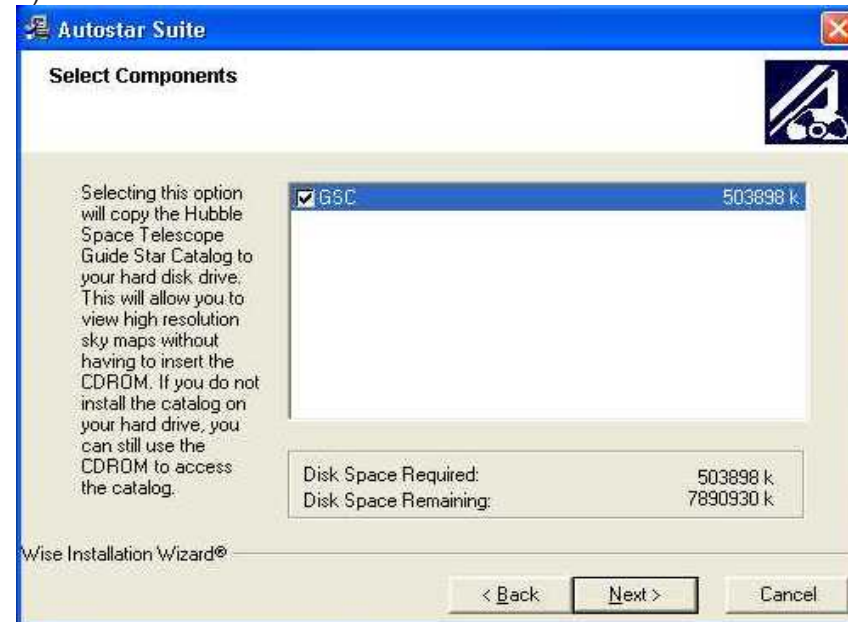 Autostar Suite
Select Components
Selecting this option
will copy the Hubble
Space Telescope
Guide Star Catalog to
your hard disk drive.
This will allow you to
view high resolution
sky maps without
having to insert the
CDROM. If you do not
install the catalog on
your hard drive, you
can still use the
CDROM to access
the catalog.
GSC 503898 k
Disk Space Required: 503898 k
Disk Space Remaining: 7890930 k
Wise Installation Wizard®
< Back Next > Cancel